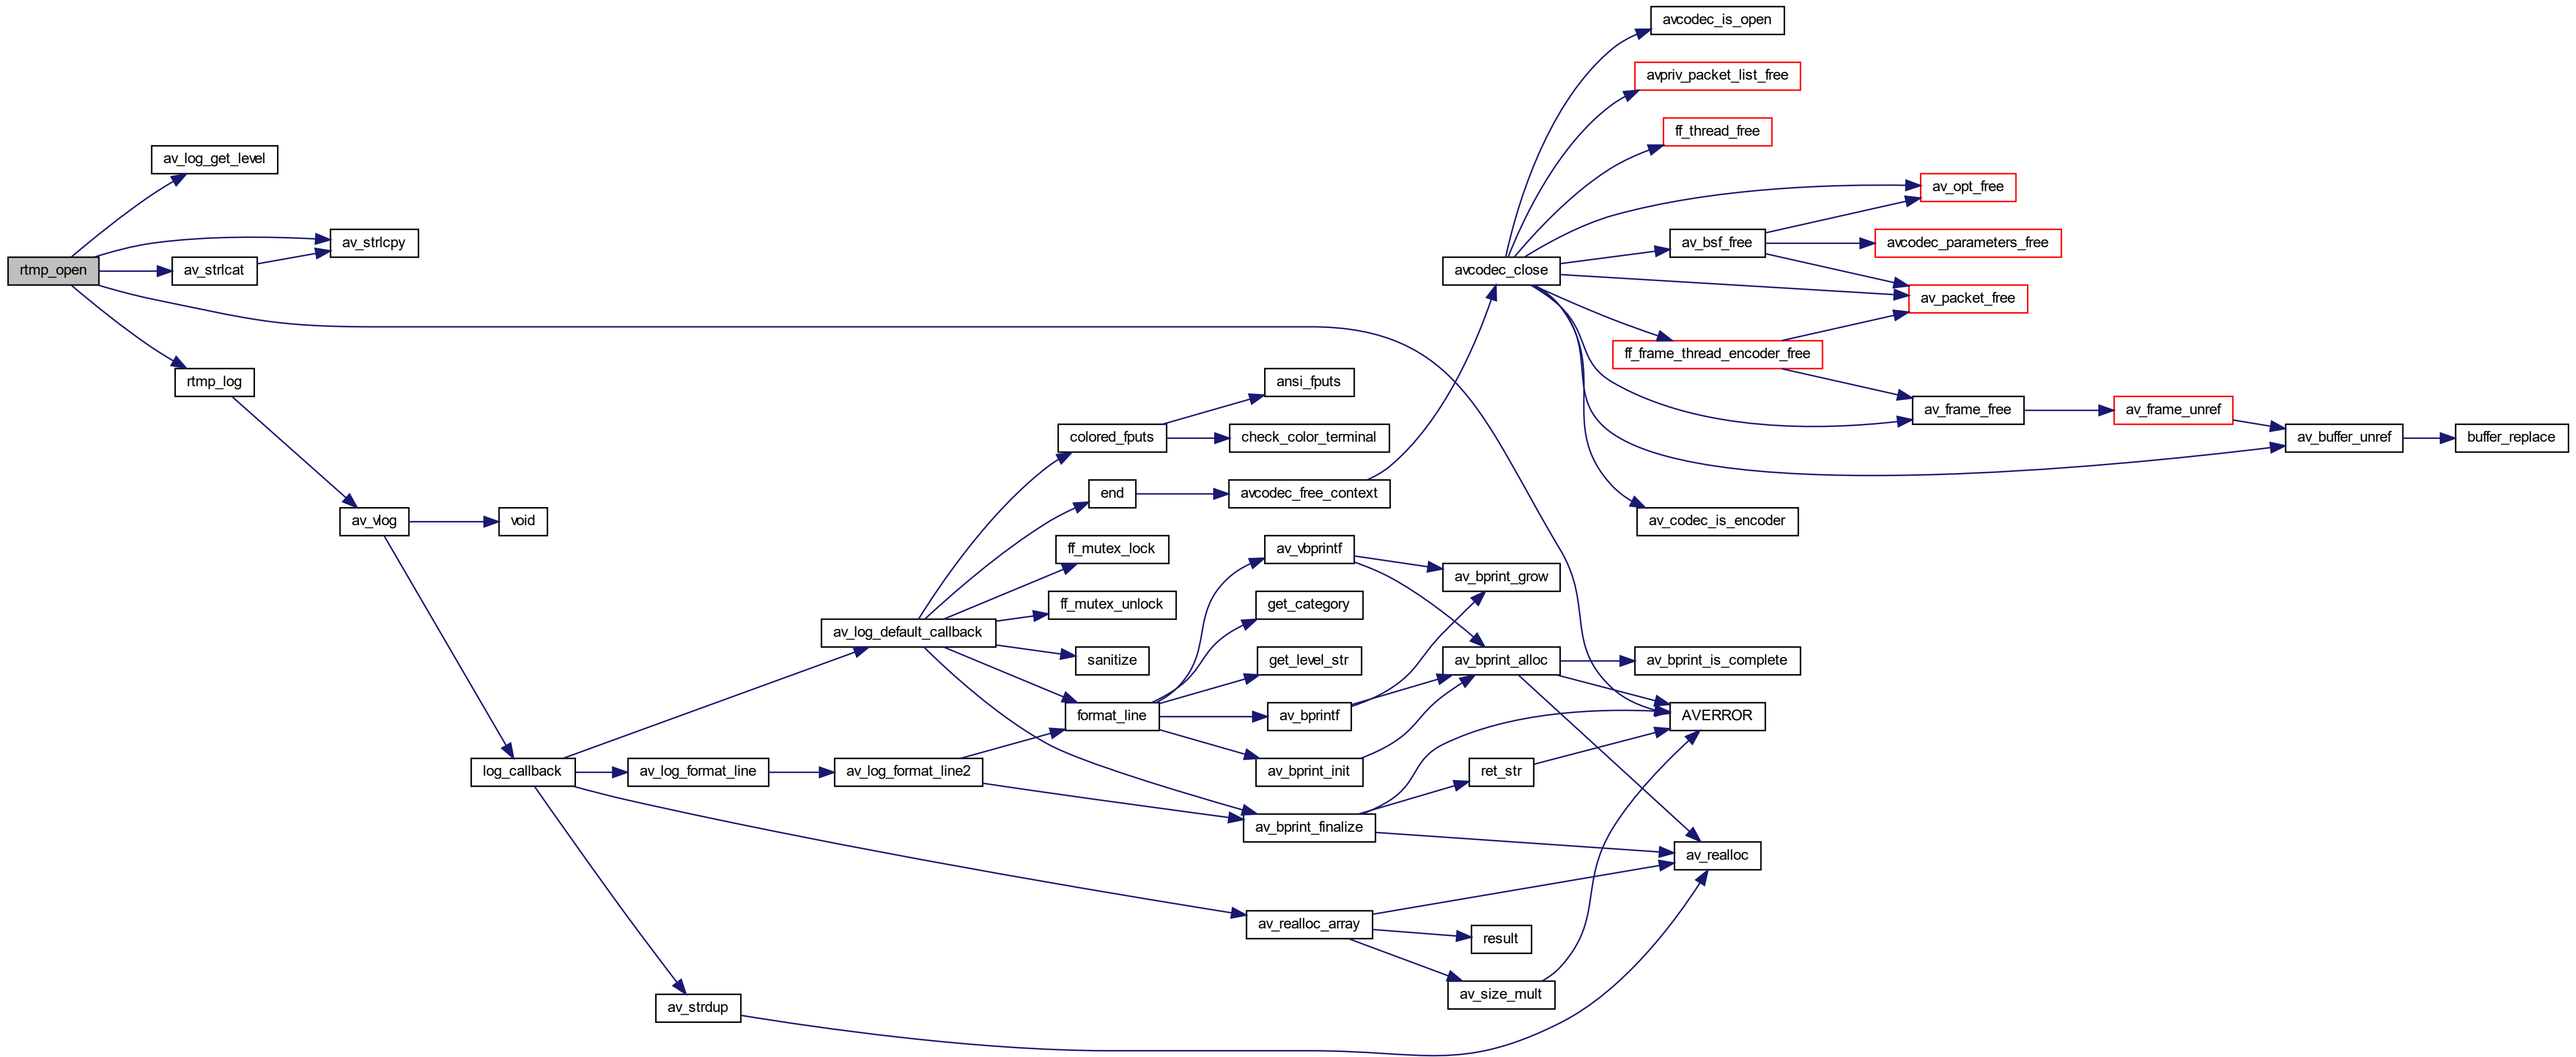 avcodec_is_open
avpriv_packet_list_free
ff_thread_free
av_log_get_level
av_opt_free
av_strlcpy
av_bsf_free
avcodec_parameters_free
rtmp_open
av_strlcat
avcodec_close
av_packet_free
ff_frame_thread_encoder_free
rtmp_log
ansi_fputs
av_frame_free
av_frame_unref
colored_fputs
check_color_terminal
av_buffer_unref
buffer_replace
end
avcodec_free_context
av_vlog
void
av_codec_is_encoder
ff_mutex_lock
av_vbprintf
av_bprint_grow
ff_mutex_unlock
get_category
av_log_default_callback
sanitize
get_level_str
av_bprint_alloc
av_bprint_is_complete
format_line
av_bprintf
AVERROR
log_callback
av_log_format_line
av_log_format_line2
av_bprint_init
ret_str
av_bprint_finalize
av_realloc
av_realloc_array
result
av_size_mult
av_strdup